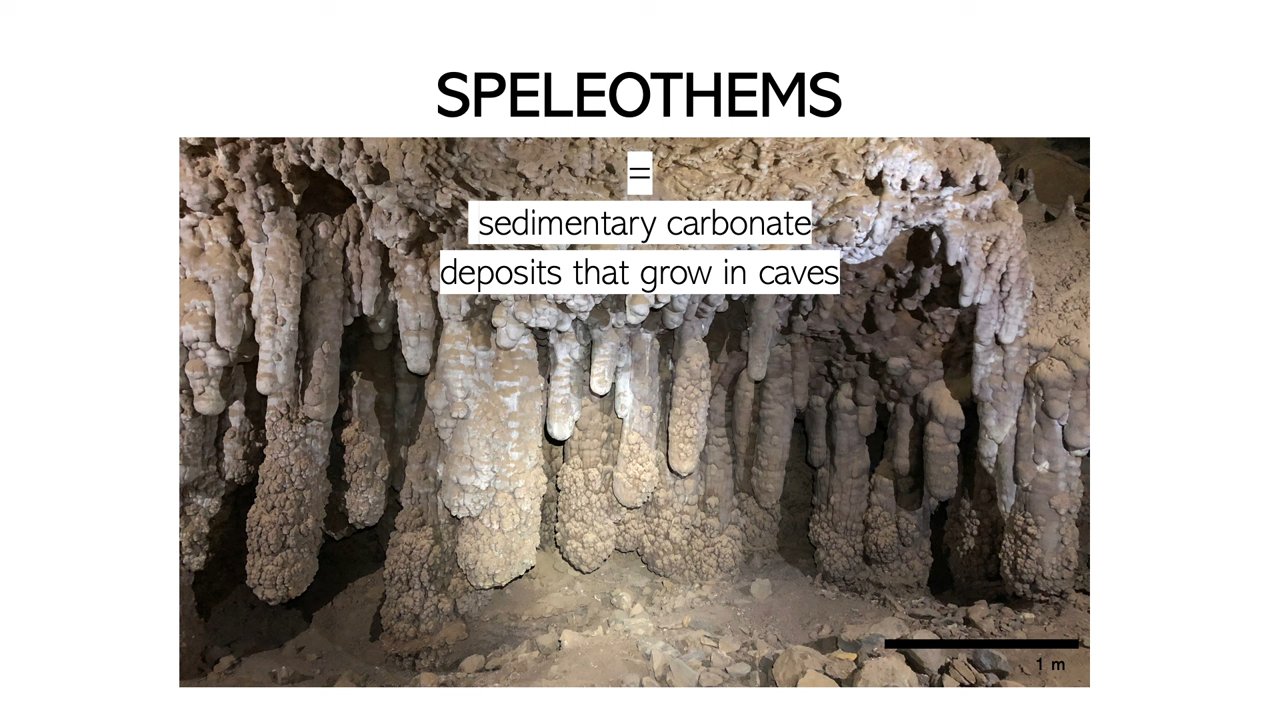 SPELEOTHEMS
=
sedimentary carbonate
deposits that grow in caves
1 m